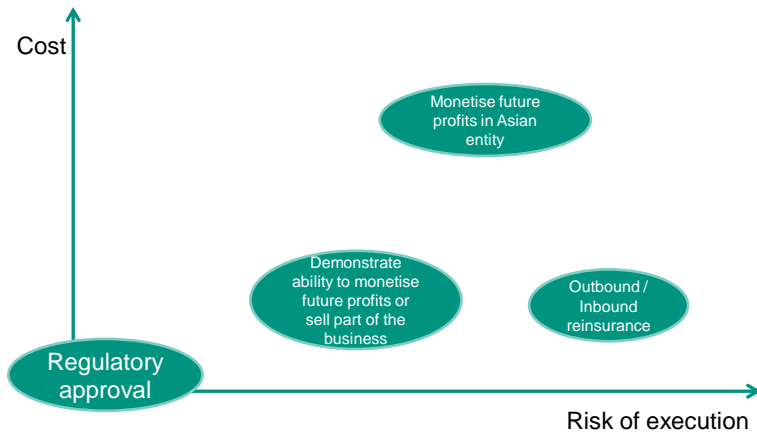 Cost
Monetise future
profits in Asian
entity
Demonstrate
ability to monetise
future profits or
sell part of the
business
Outbound /
Inbound
reinsurance
Regulatory
approval
Risk of execution